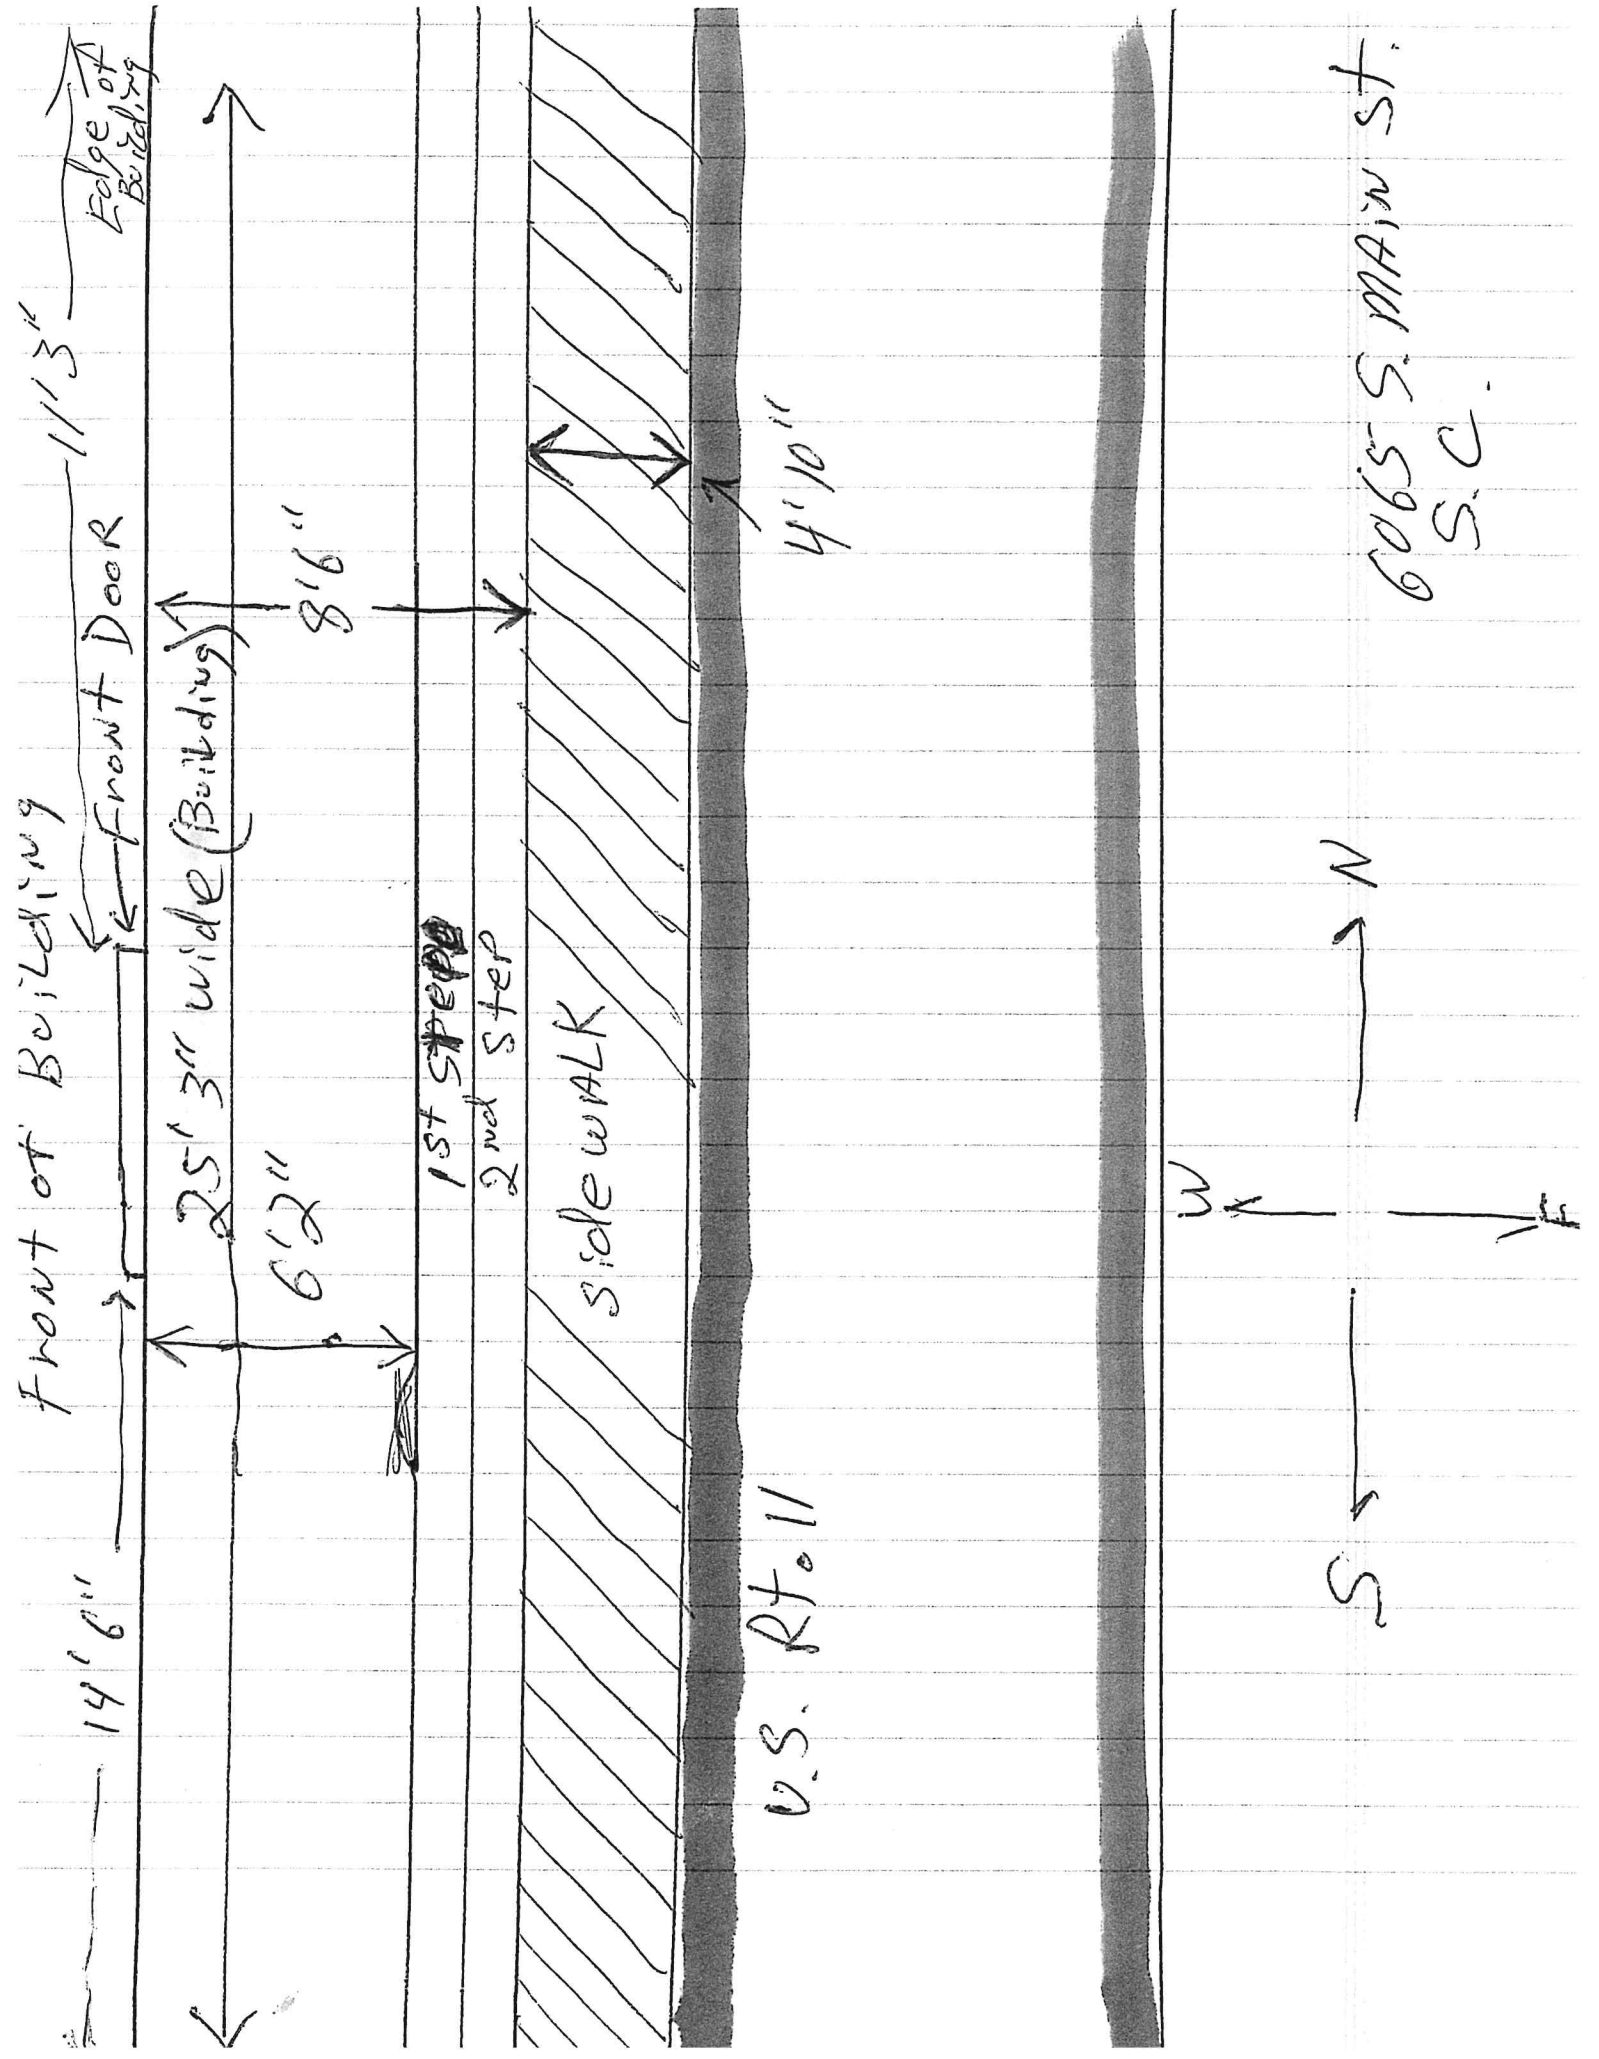 Front of Building
14' 6"
11' 3"
Edge of
Building
Front Door
25' 3" wide (Building)
6'2"
8'6"
1st step
2nd step
sidewALK
4'10"
U.S. Rt. 11
W
S
N
E
6065 S. MAiN St.
S.C.